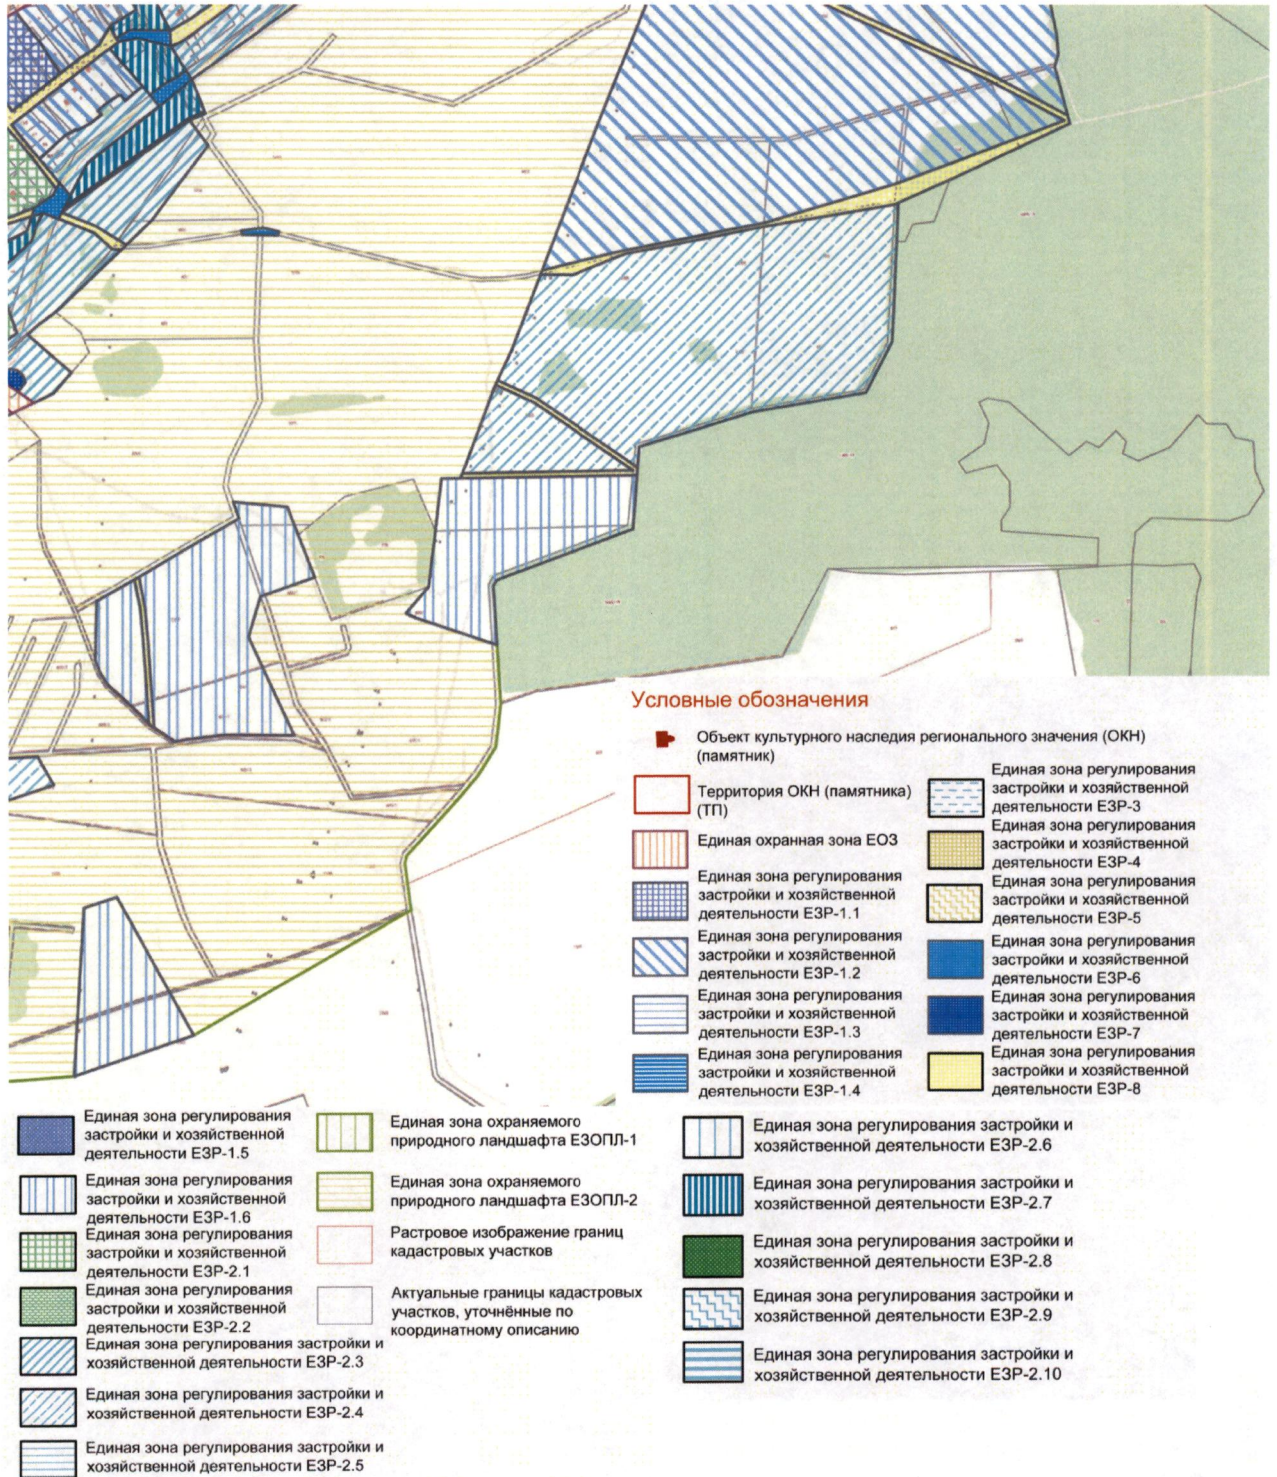 Условные обозначения
Объект культурного наследия регионального значения (ОКН)
(памятник)
Территория ОКН (памятника)
(ТП)
Единая охранная зона ЕОЗ
Единая зона регулирования
застройки и хозяйственной
деятельности ЕЗР-1.1
Единая зона регулирования
застройки и хозяйственной
деятельности ЕЗР-1.2
Единая зона регулирования
застройки и хозяйственной
деятельности ЕЗР-1.3
Единая зона регулирования
застройки и хозяйственной
деятельности ЕЗР-1.4
Единая зона регулирования
застройки и хозяйственной
деятельности ЕЗР-3
Единая зона регулирования
застройки и хозяйственной
деятельности ЕЗР-4
Единая зона регулирования
застройки и хозяйственной
деятельности ЕЗР-5
Единая зона регулирования
застройки и хозяйственной
деятельности ЕЗР-6
Единая зона регулирования
застройки и хозяйственной
деятельности ЕЗР-7
Единая зона регулирования
застройки и хозяйственной
деятельности ЕЗР-8
Единая зона регулирования
застройки и хозяйственной
деятельности ЕЗР-1.5
Единая зона регулирования
застройки и хозяйственной
деятельности ЕЗР-1.6
Единая зона регулирования
застройки и хозяйственной
деятельности ЕЗР-2.1
Единая зона регулирования
застройки и хозяйственной
деятельности ЕЗР-2.2
Единая зона регулирования застройки и
хозяйственной деятельности ЕЗР-2.3
Единая зона регулирования застройки и
хозяйственной деятельности ЕЗР-2.4
Единая зона регулирования застройки и
хозяйственной деятельности ЕЗР-2.5
Единая зона охраняемого
природного ландшафта ЕЗОПЛ-1
Единая зона охраняемого
природного ландшафта ЕЗОПЛ-2
Растровое изображение границ
кадастровых участков
Актуальные границы кадастровых
участков, уточнённые по
координатному описанию
Единая зона регулирования застройки и
хозяйственной деятельности ЕЗР-2.6
Единая зона регулирования застройки и
хозяйственной деятельности ЕЗР-2.7
Единая зона регулирования застройки и
хозяйственной деятельности ЕЗР-2.8
Единая зона регулирования застройки и
хозяйственной деятельности ЕЗР-2.9
Единая зона регулирования застройки и
хозяйственной деятельности ЕЗР-2.10